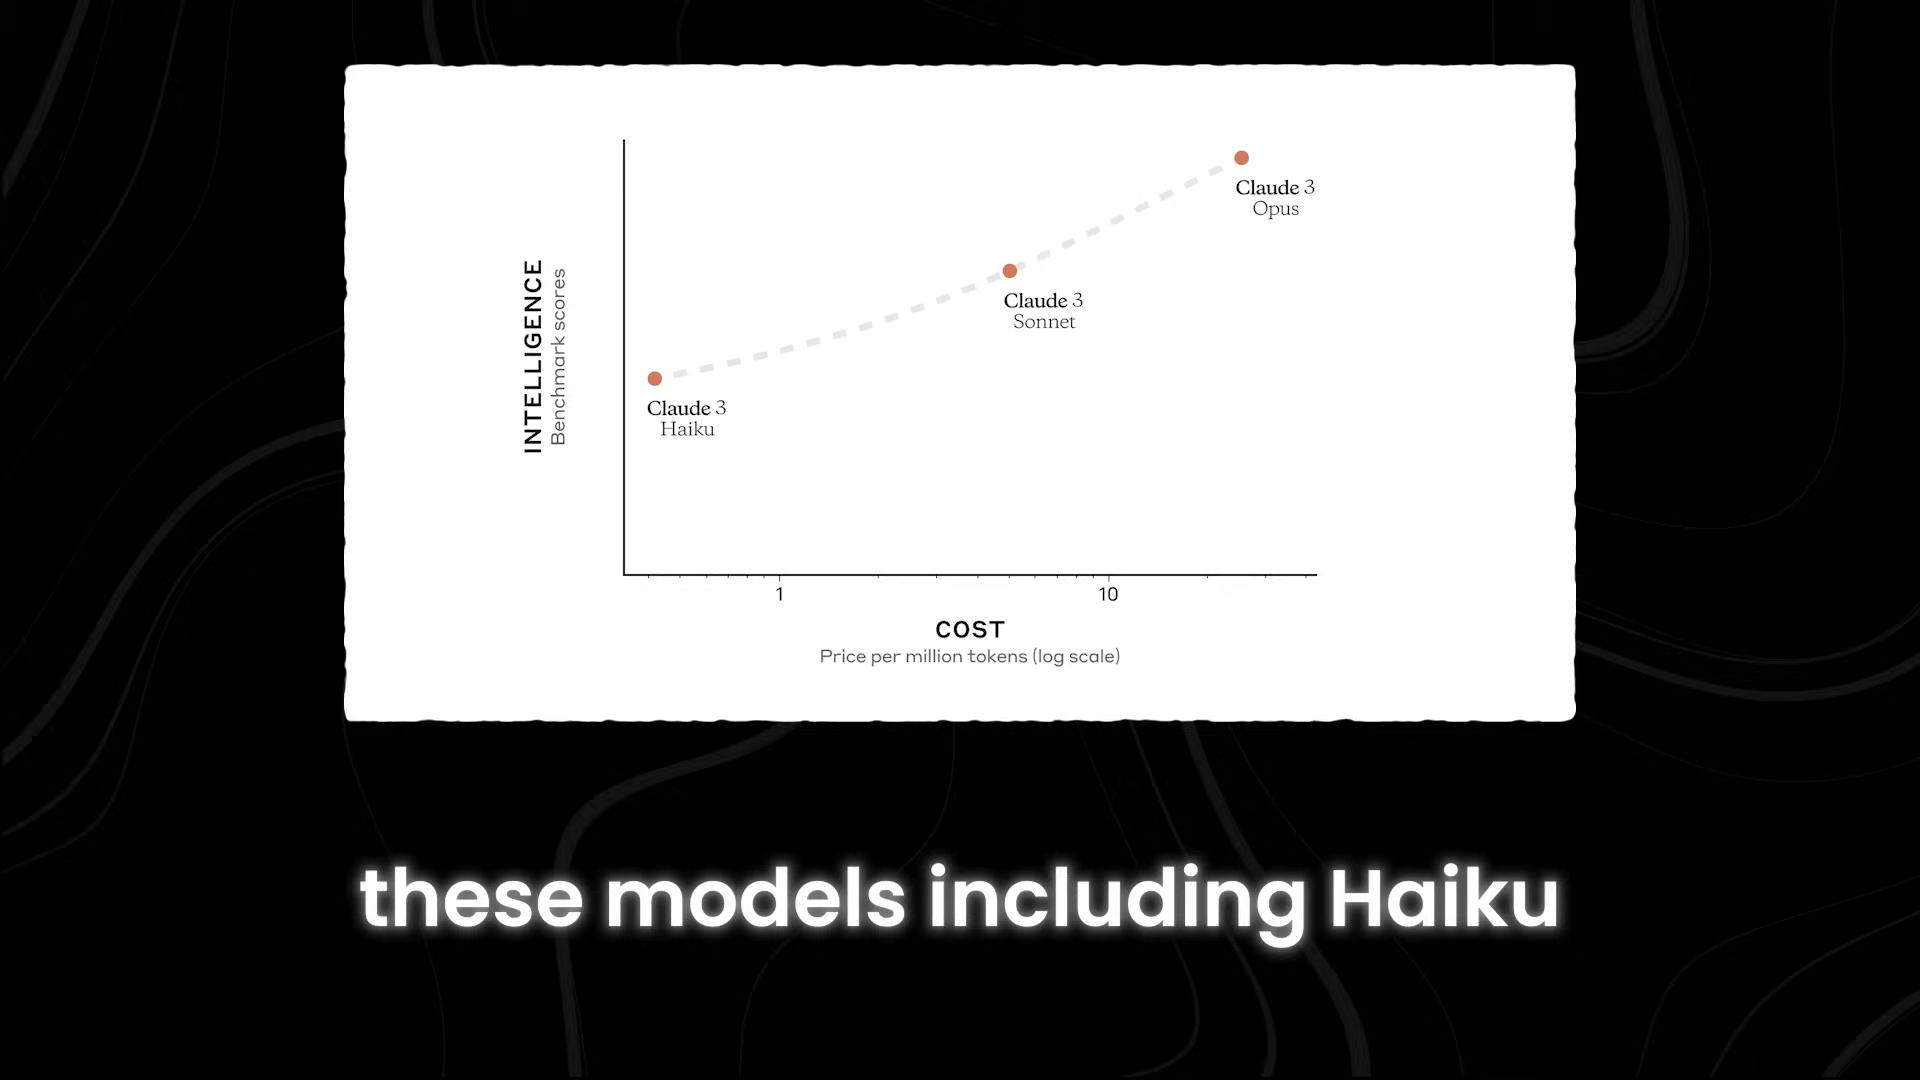 INTELLIGENCE
Benchmark scores
Claude 3
Opus
Claude 3
Sonnet
Claude 3
Haiku
1
10
COST
Price per million tokens (log scale)
these models including Haiku